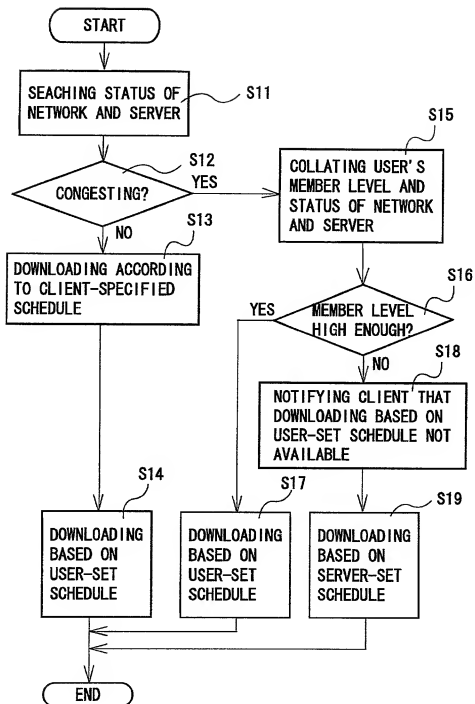 START
SEACHING STATUS OF
NETWORK AND SERVER
S11
S12
CONGESTING?
YES
NO
S13
DOWNLOADING ACCORDING
TO CLIENT-SPECIFIED
SCHEDULE
S15
COLLATING USER'S
MEMBER LEVEL AND
STATUS OF NETWORK
AND SERVER
S16
YES
MEMBER LEVEL
HIGH ENOUGH?
NO
S18
NOTIFYING CLIENT THAT
DOWNLOADING BASED ON
USER-SET SCHEDULE NOT
AVAILABLE
S14
DOWNLOADING
BASED ON
USER-SET
SCHEDULE
S17
DOWNLOADING
BASED ON
USER-SET
SCHEDULE
S19
DOWNLOADING
BASED ON
SERVER-SET
SCHEDULE
END